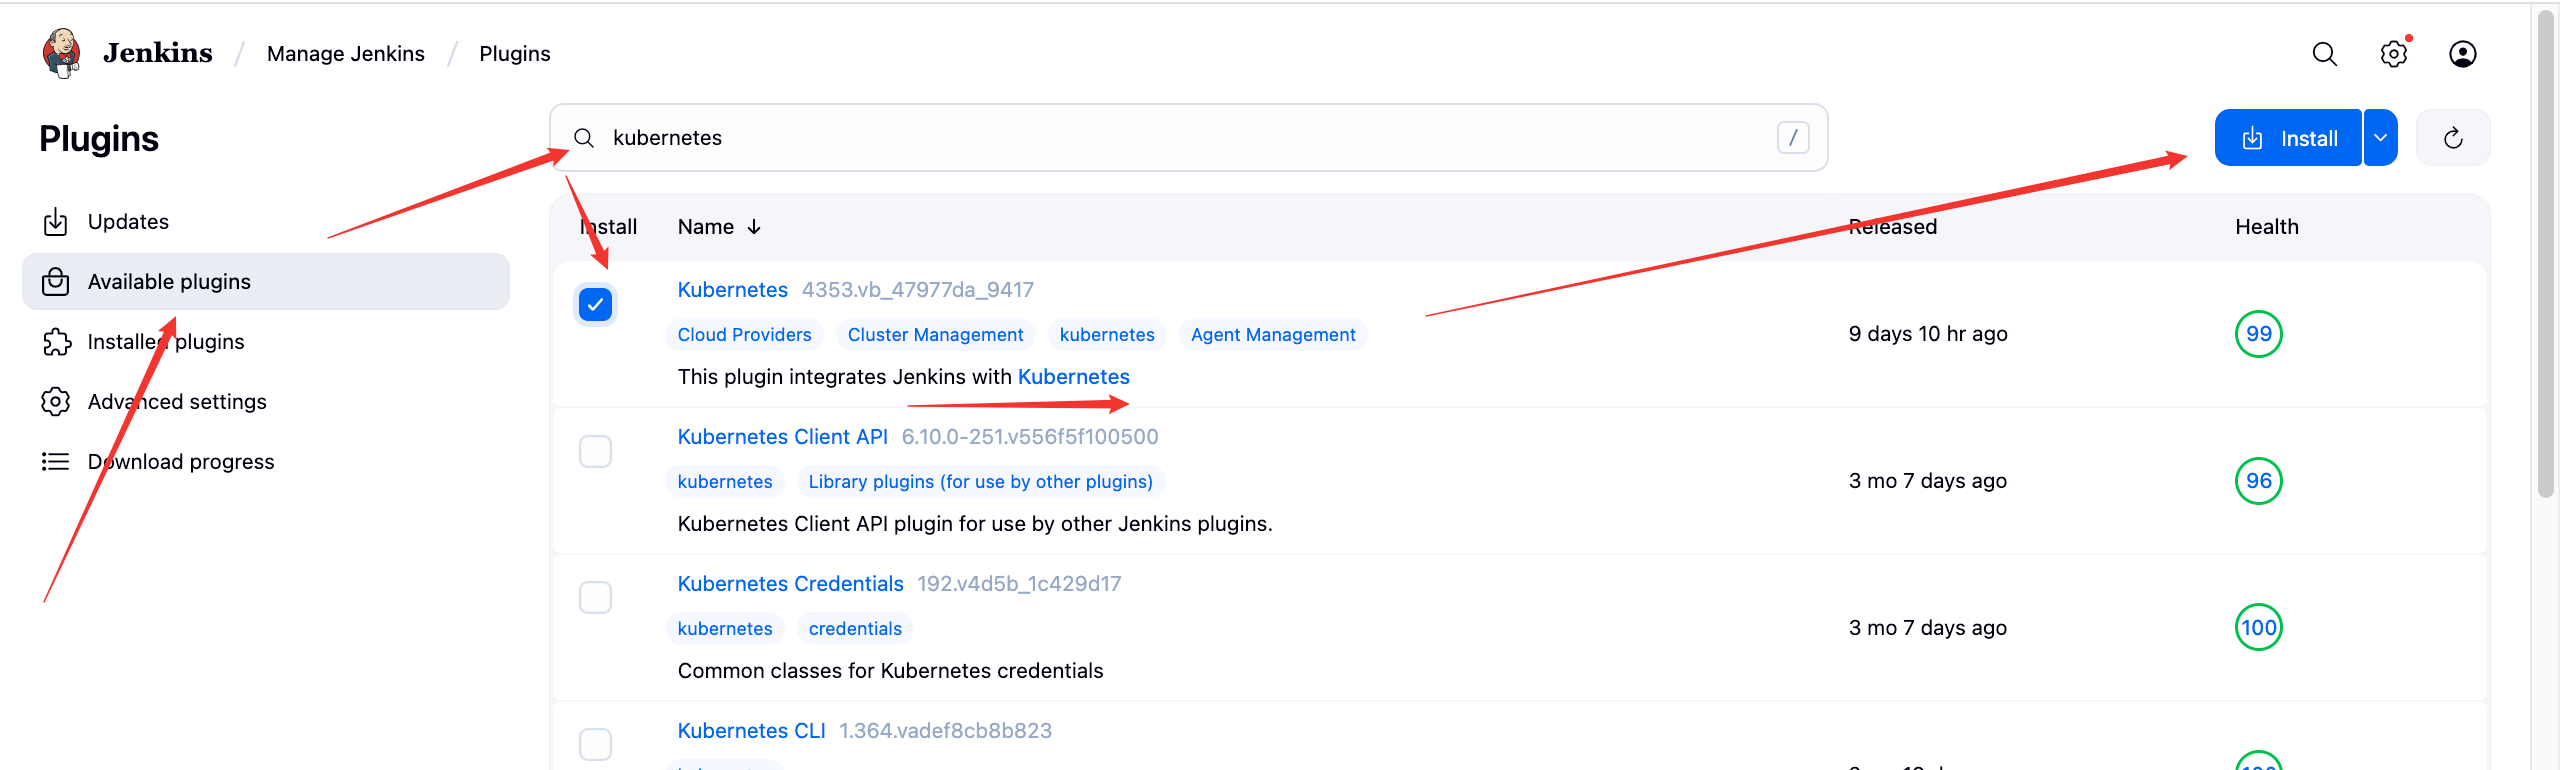 Jenkins / Manage Jenkins / Plugins
Plugins
kubernetes /
Install
Updates
Available plugins
Installed plugins
Advanced settings
Download progress
Install Name ↓ Released Health
Kubernetes 4353.vb_47977da_9417
Cloud Providers Cluster Management kubernetes Agent Management
This plugin integrates Jenkins with Kubernetes
9 days 10 hr ago
99
Kubernetes Client API 6.10.0-251.v556f5f100500
kubernetes Library plugins (for use by other plugins)
Kubernetes Client API plugin for use by other Jenkins plugins.
3 mo 7 days ago
96
Kubernetes Credentials 192.v4d5b_1c429d17
kubernetes credentials
Common classes for Kubernetes credentials
3 mo 7 days ago
100
Kubernetes CLI 1.364.vadef8cb8b823